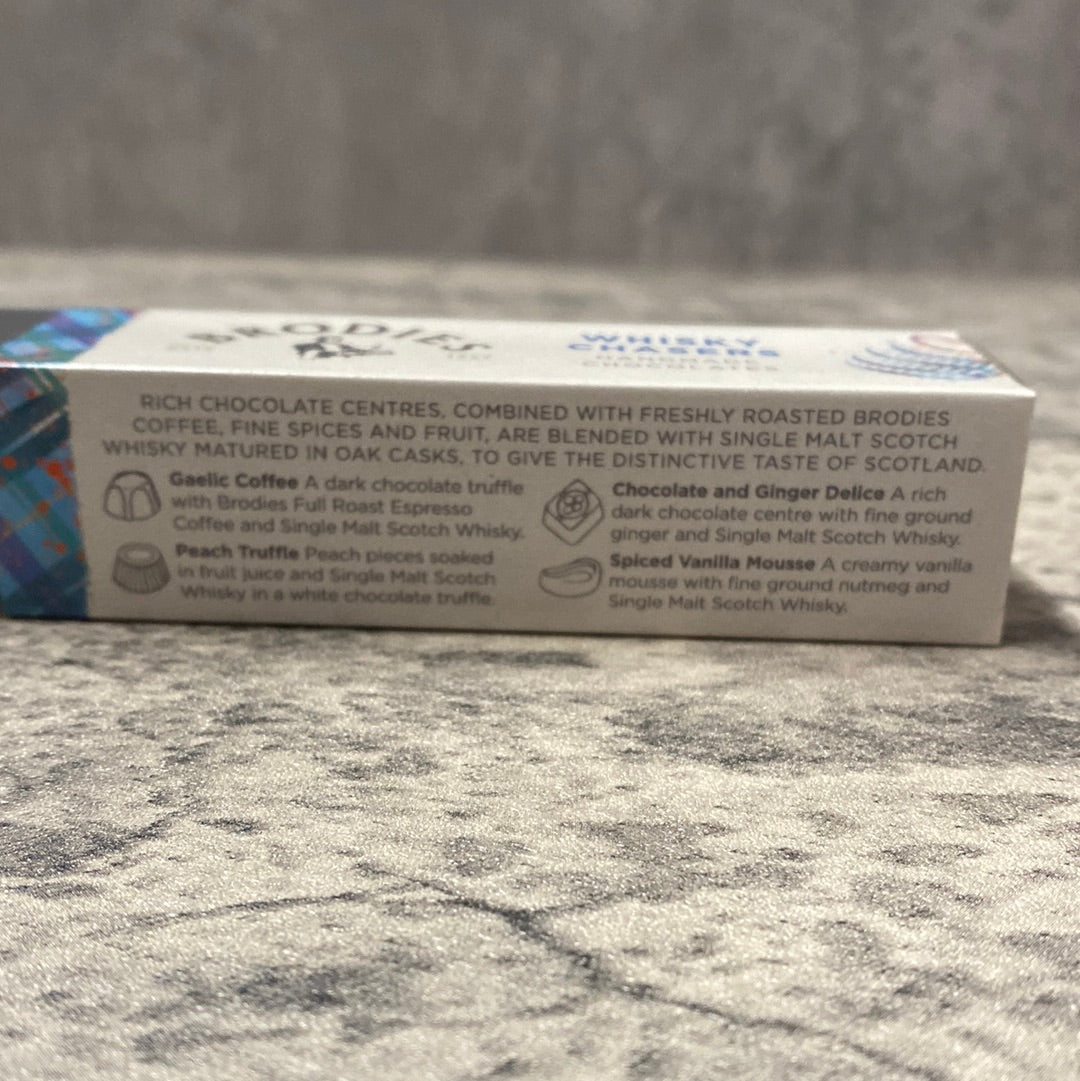 BRODIES
WHISKY
CHASERS
HANDMADE
CHOCOLATES
RICH CHOCOLATE CENTRES, COMBINED WITH FRESHLY ROASTED BRODIES
COFFEE, FINE SPICES AND FRUIT, ARE BLENDED WITH SINGLE MALT SCOTCH
WHISKY MATURED IN OAK CASKS, TO GIVE THE DISTINCTIVE TASTE OF SCOTLAND.
Gaelic Coffee A dark chocolate truffle
with Brodies Full Roast Espresso
Coffee and Single Malt Scotch Whisky.
Peach Truffle Peach pieces soaked
in fruit juice and Single Malt Scotch
Whisky in a white chocolate truffle.
Chocolate and Ginger Delice A rich
dark chocolate centre with fine ground
ginger and Single Malt Scotch Whisky.
Spiced Vanilla Mousse A creamy vanilla
mousse with fine ground nutmeg and
Single Malt Scotch Whisky.